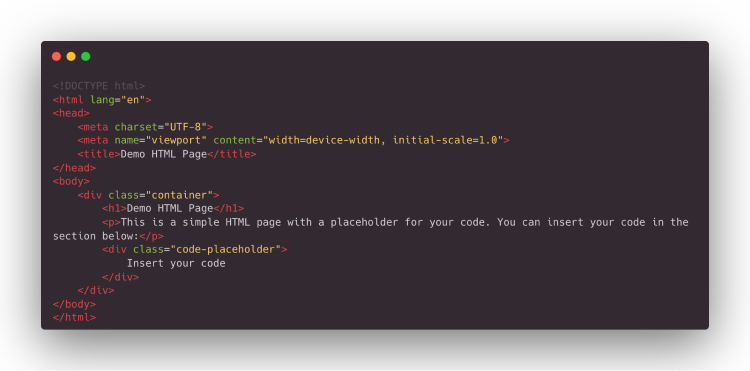 <!DOCTYPE html>
<html lang="en">
<head>
    <meta charset="UTF-8">
    <meta name="viewport" content="width=device-width, initial-scale=1.0">
    <title>Demo HTML Page</title>
</head>
<body>
    <div class="container">
        <h1>Demo HTML Page</h1>
        <p>This is a simple HTML page with a placeholder for your code. You can insert your code in the
section below:</p>
        <div class="code-placeholder">
            Insert your code
        </div>
    </div>
</body>
</html>